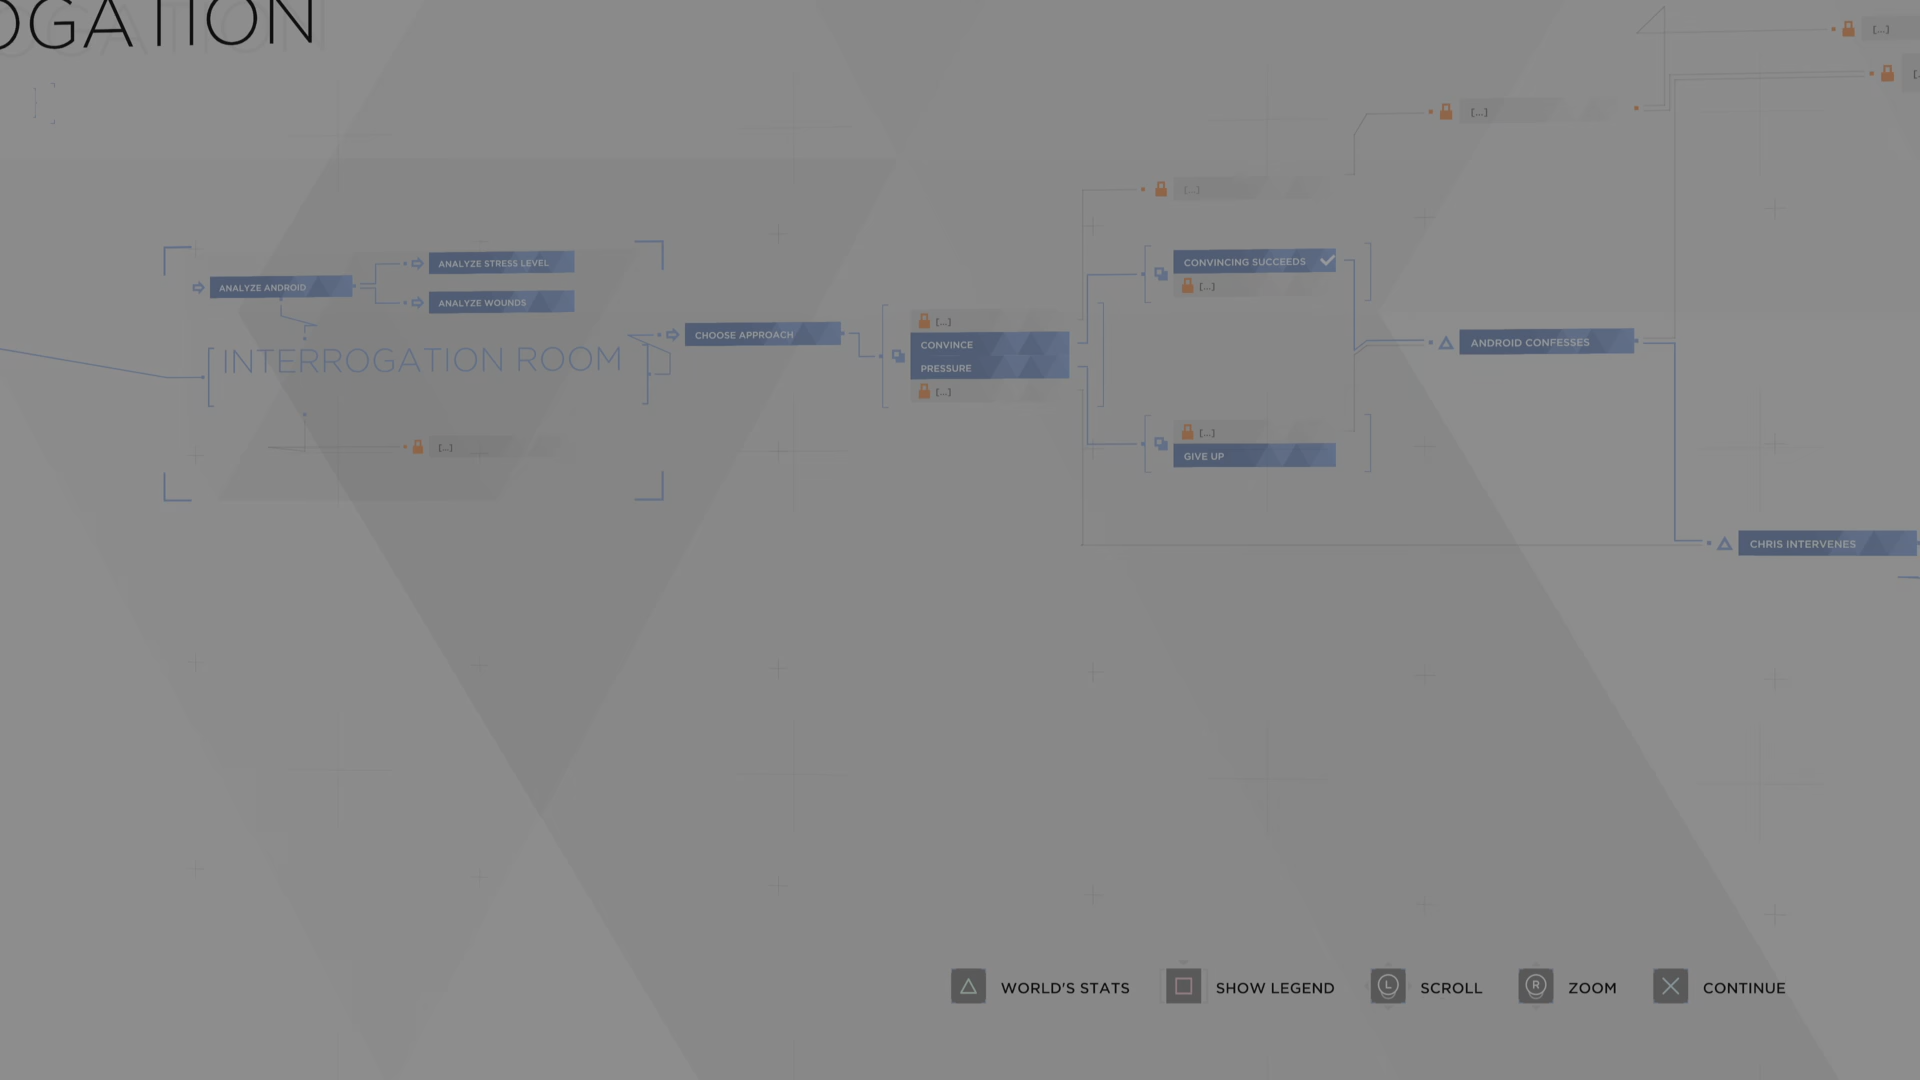 OGATION
[...]
[...]
[...]
[...]
ANALYZE STRESS LEVEL
ANALYZE ANDROID
ANALYZE WOUNDS
CONVINCING SUCCEEDS
[...]
[...]
CHOOSE APPROACH
CONVINCE
PRESSURE
[...]
ANDROID CONFESSES
INTERROGATION ROOM
[...]
[...]
GIVE UP
CHRIS INTERVENES
WORLD'S STATS
SHOW LEGEND
L
SCROLL
R
ZOOM
CONTINUE